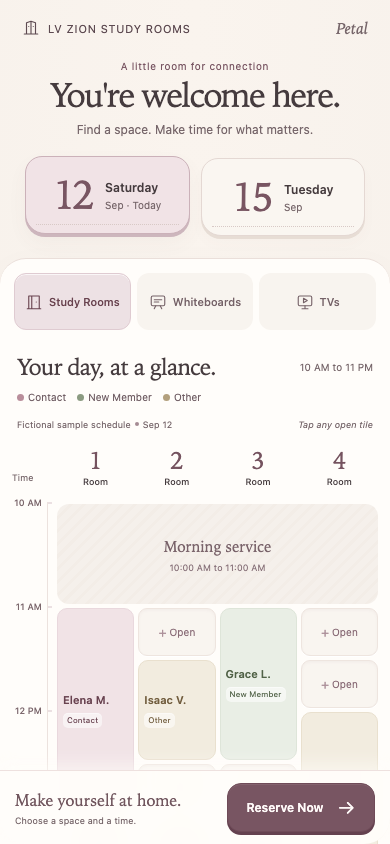 LV ZION STUDY ROOMS
Petal
A little room for connection
You're welcome here.
Find a space. Make time for what matters.
12 Saturday
Sep · Today
15 Tuesday
Sep
Study Rooms
Whiteboards
TVs
Your day, at a glance.
10 AM to 11 PM
Contact
New Member
Other
Fictional sample schedule • Sep 12
Tap any open tile
Time
1 Room
2 Room
3 Room
4 Room
10 AM
Morning service
10:00 AM to 11:00 AM
11 AM
+ Open
+ Open
Grace L.
New Member
+ Open
Elena M.
Contact
Isaac V.
Other
12 PM
Make yourself at home.
Choose a space and a time.
Reserve Now →